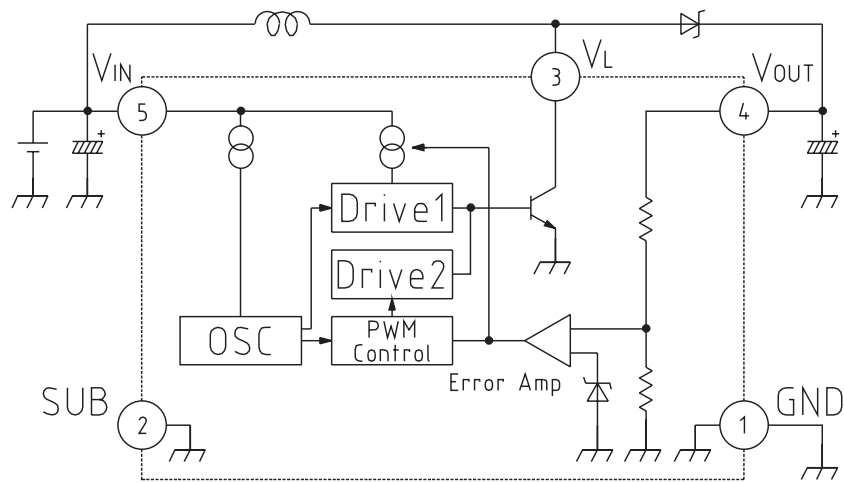 VL
3
VIN
VOUT
5
4
+
+
Drive1
Drive2
OSC
PWM
Control
Error Amp
SUB
GND
2
1